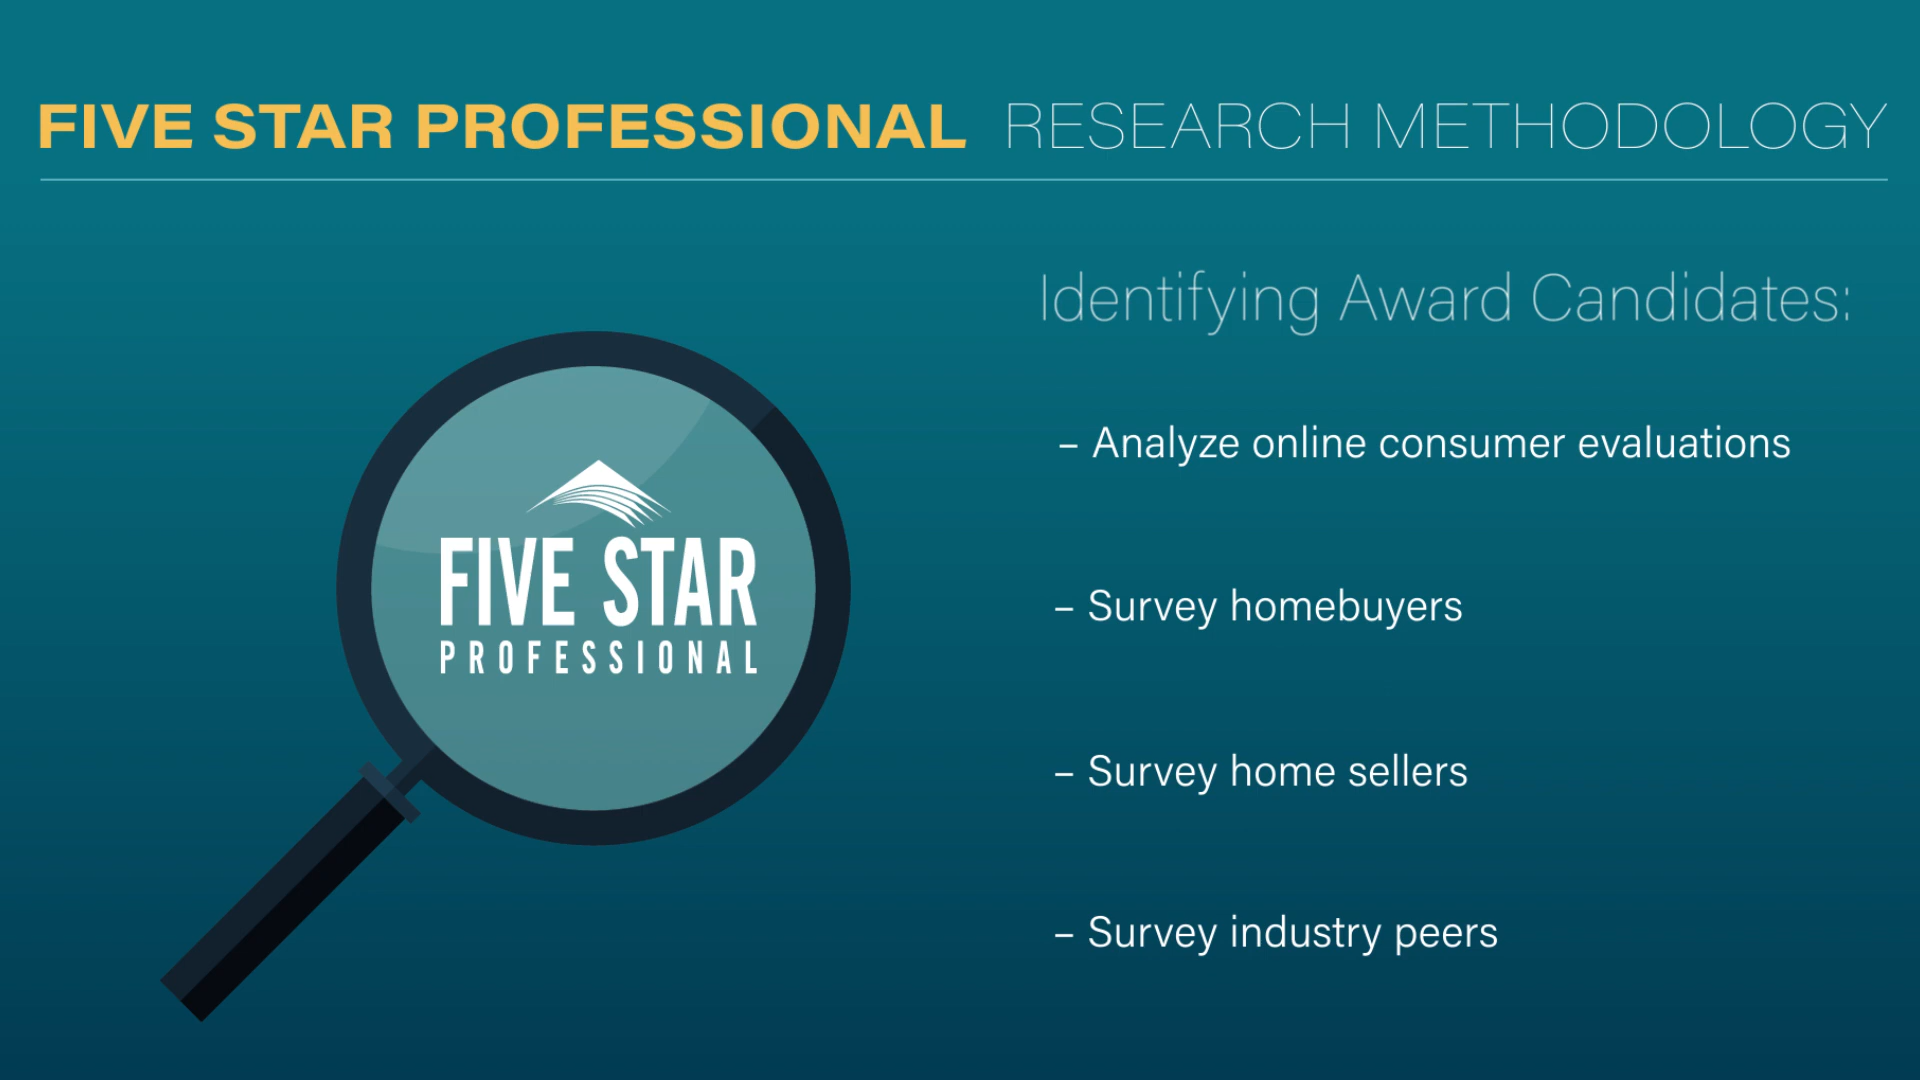 FIVE STAR PROFESSIONAL RESEARCH METHODOLOGY
FIVE STAR
PROFESSIONAL
Identifying Award Candidates:
– Analyze online consumer evaluations
– Survey homebuyers
– Survey home sellers
– Survey industry peers